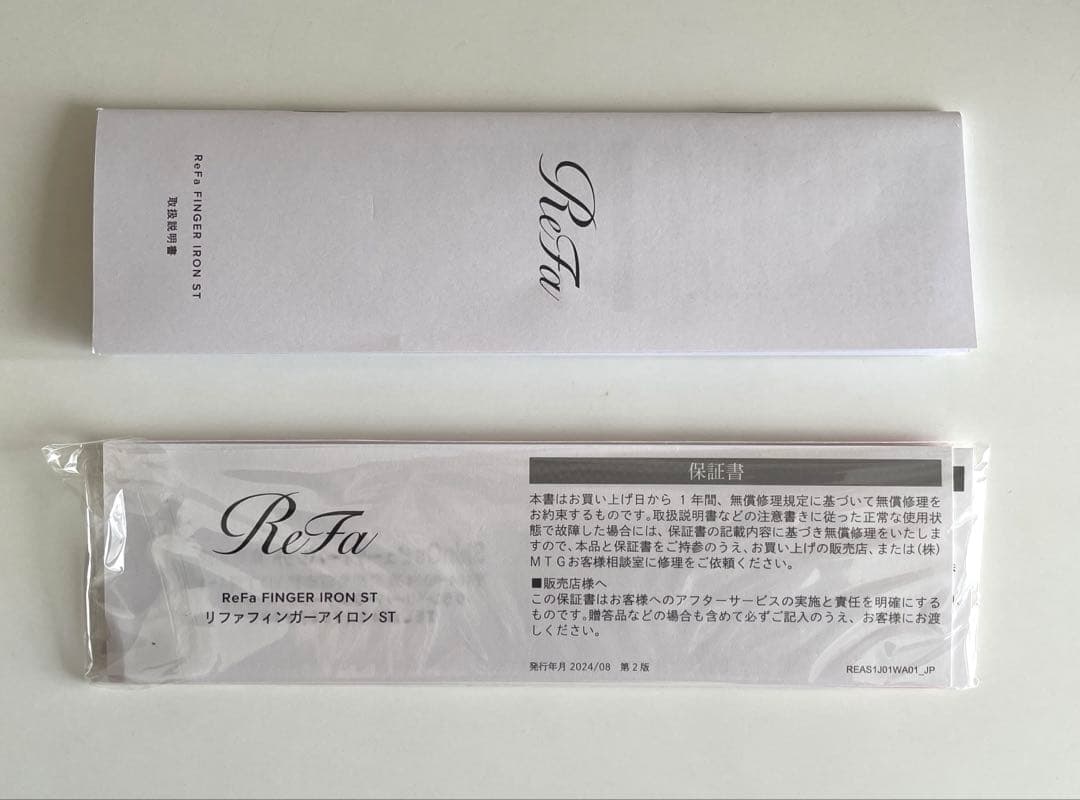 ReFa
ReFa FINGER IRON ST
取扱説明書
ReFa
ReFa FINGER IRON ST
リファフィンガーアイロン ST
保証書
本書はお買い上げ日から 1 年間、無償修理規定に基づいて無償修理を
お約束するものです。取扱説明書などの注意書きに従った正常な使用状
態で故障した場合には、保証書の記載内容に基づき無償修理をいたしま
すので、本品と保証書をご持参のうえ、お買い上げの販売店、または(株)
MTGお客様相談室に修理をご依頼ください。
■販売店様へ
この保証書はお客様へのアフターサービスの実施と責任を明確にする
ものです。贈答品などの場合も含めて必ずご記入のうえ、お客様にお渡
しください。
発行年月 2024/08 第2版
REAS1J01WA01_JP